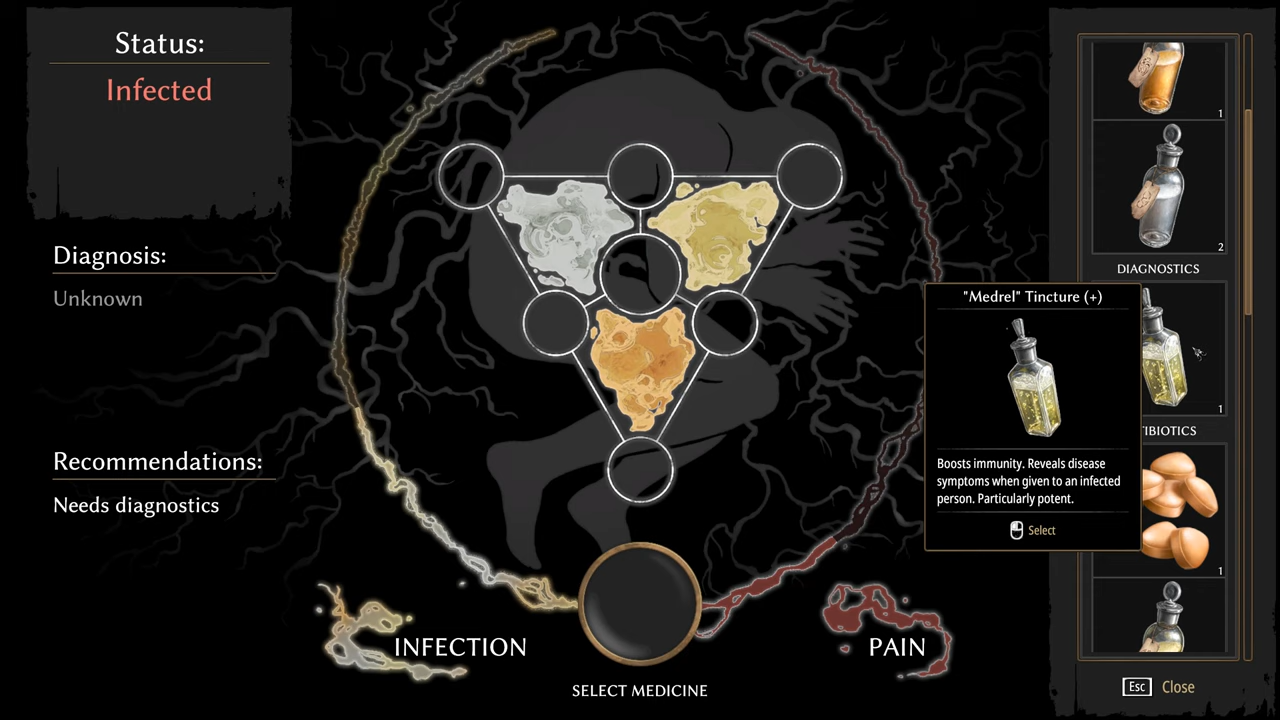 Status:
Infected
Diagnosis:
Unknown
Recommendations:
Needs diagnostics
INFECTION
PAIN
SELECT MEDICINE
1
2
DIAGNOSTICS
"Medrel" Tincture (+)
Boosts immunity. Reveals disease
symptoms when given to an infected
person. Particularly potent.
Select
1
TIBIOTICS
1
Esc Close